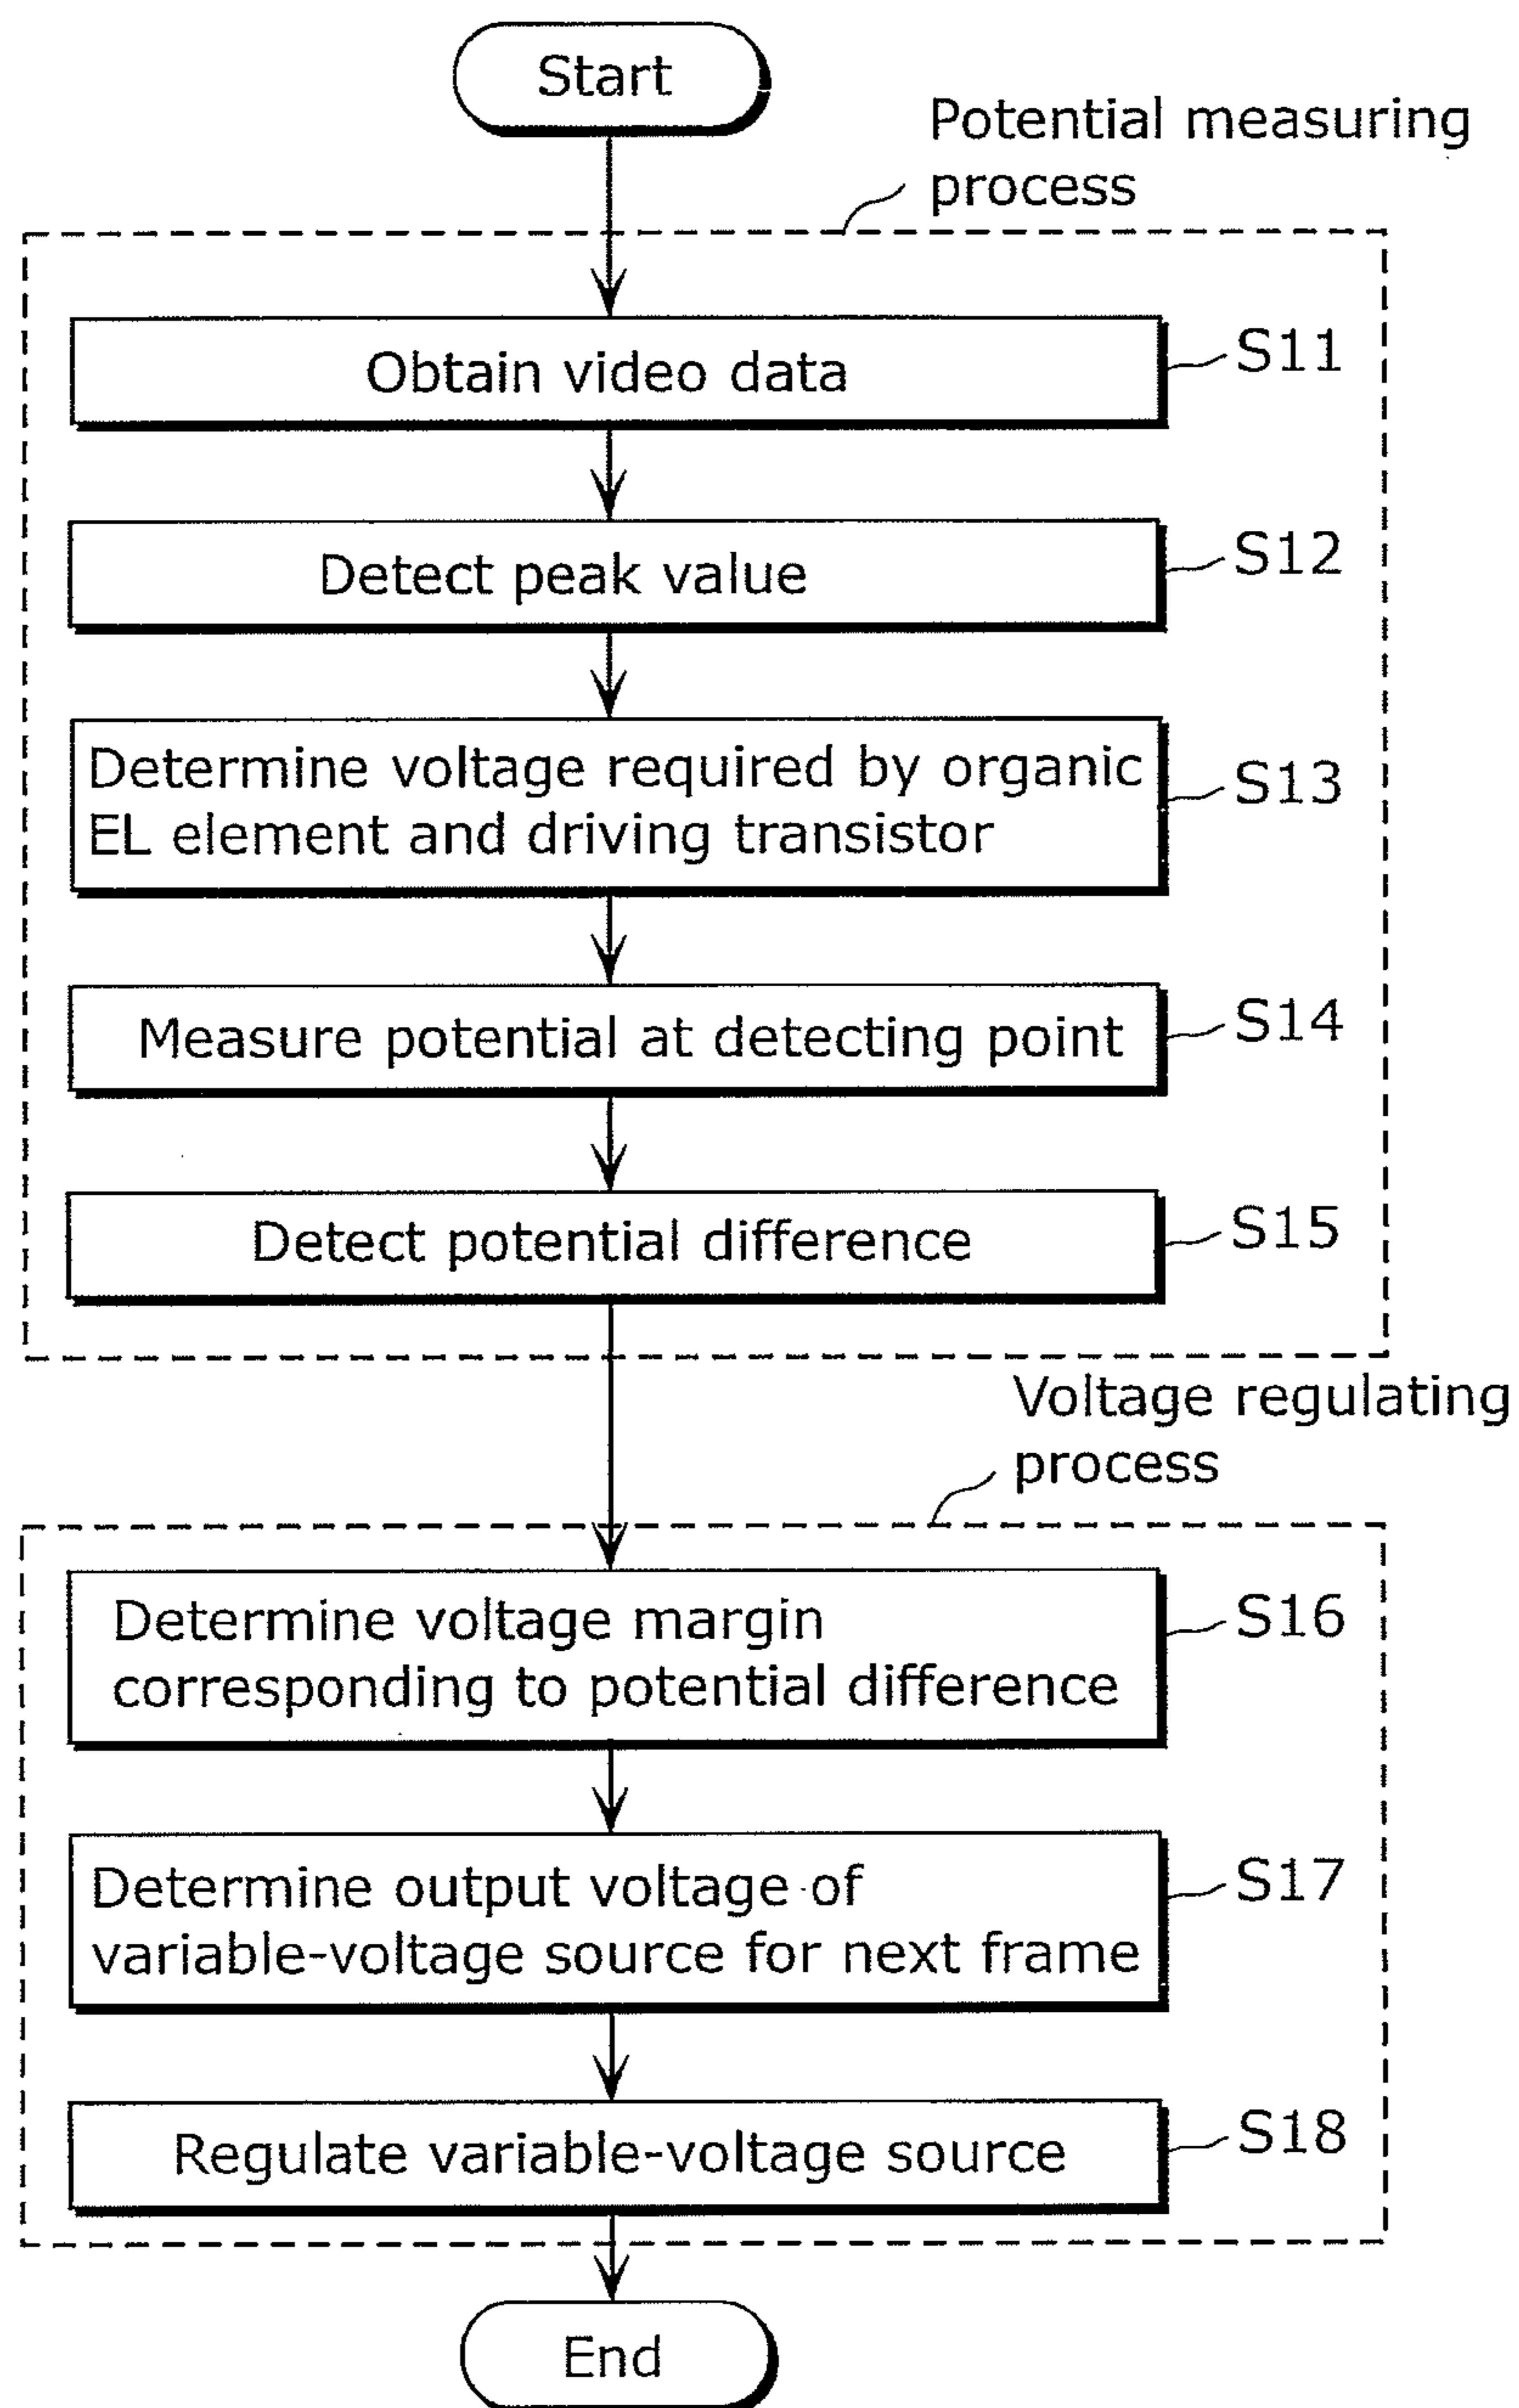 Start
Potential measuring
process
Obtain video data
S11
Detect peak value
S12
Determine voltage required by organic
EL element and driving transistor
S13
Measure potential at detecting point
S14
Detect potential difference
S15
Voltage regulating
process
Determine voltage margin
corresponding to potential difference
S16
Determine output voltage of
variable-voltage source for next frame
S17
Regulate variable-voltage source
S18
End